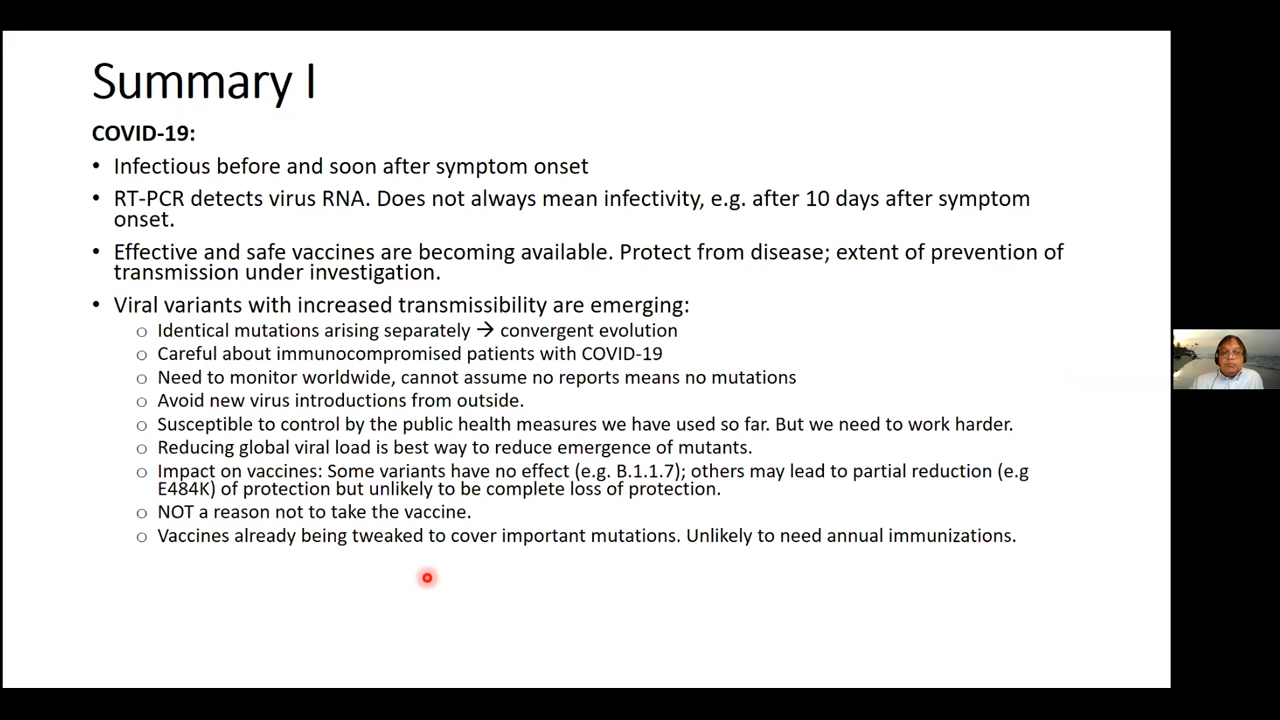 Summary I
COVID-19:
• Infectious before and soon after symptom onset
• RT-PCR detects virus RNA. Does not always mean infectivity, e.g. after 10 days after symptom
onset.
• Effective and safe vaccines are becoming available. Protect from disease; extent of prevention of
transmission under investigation.
• Viral variants with increased transmissibility are emerging:
○ Identical mutations arising separately → convergent evolution
○ Careful about immunocompromised patients with COVID-19
○ Need to monitor worldwide, cannot assume no reports means no mutations
○ Avoid new virus introductions from outside.
○ Susceptible to control by the public health measures we have used so far. But we need to work harder.
○ Reducing global viral load is best way to reduce emergence of mutants.
○ Impact on vaccines: Some variants have no effect (e.g. B.1.1.7); others may lead to partial reduction (e.g
E484K) of protection but unlikely to be complete loss of protection.
○ NOT a reason not to take the vaccine.
○ Vaccines already being tweaked to cover important mutations. Unlikely to need annual immunizations.